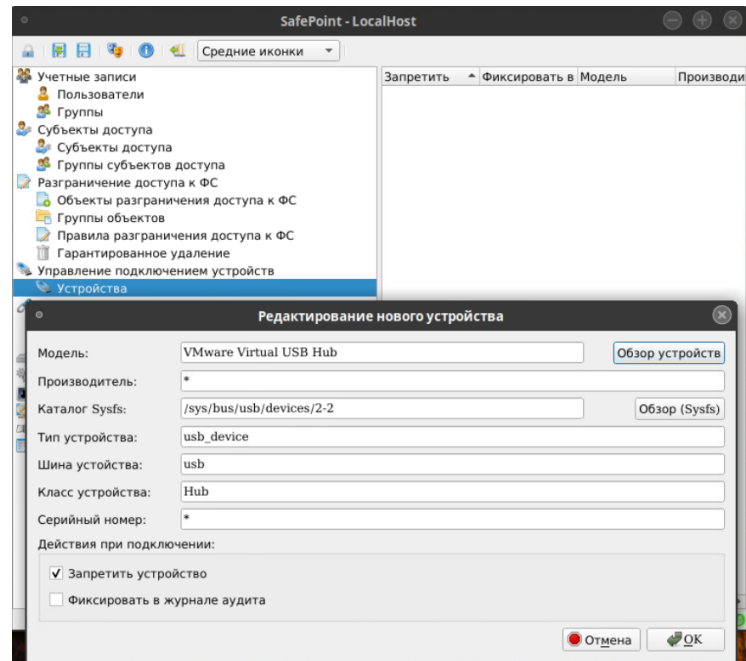 SafePoint - LocalHost
Средние иконки
Учетные записи
Пользователи
Группы
Субъекты доступа
Субъекты доступа
Группы субъектов доступа
Разграничение доступа к ФС
Объекты разграничения доступа к ФС
Группы объектов
Правила разграничения доступа к ФС
Гарантированное удаление
Управление подключением устройств
Устройства
Запретить Фиксировать в Модель Производи
Редактирование нового устройства
Модель: VMware Virtual USB Hub Обзор устройств
Производитель: *
Каталог Sysfs: /sys/bus/usb/devices/2-2 Обзор (Sysfs)
Тип устройства: usb_device
Шина устойства: usb
Класс устройства: Hub
Серийный номер: *
Действия при подключении:
Запретить устройство
Фиксировать в журнале аудита
Отмена OK